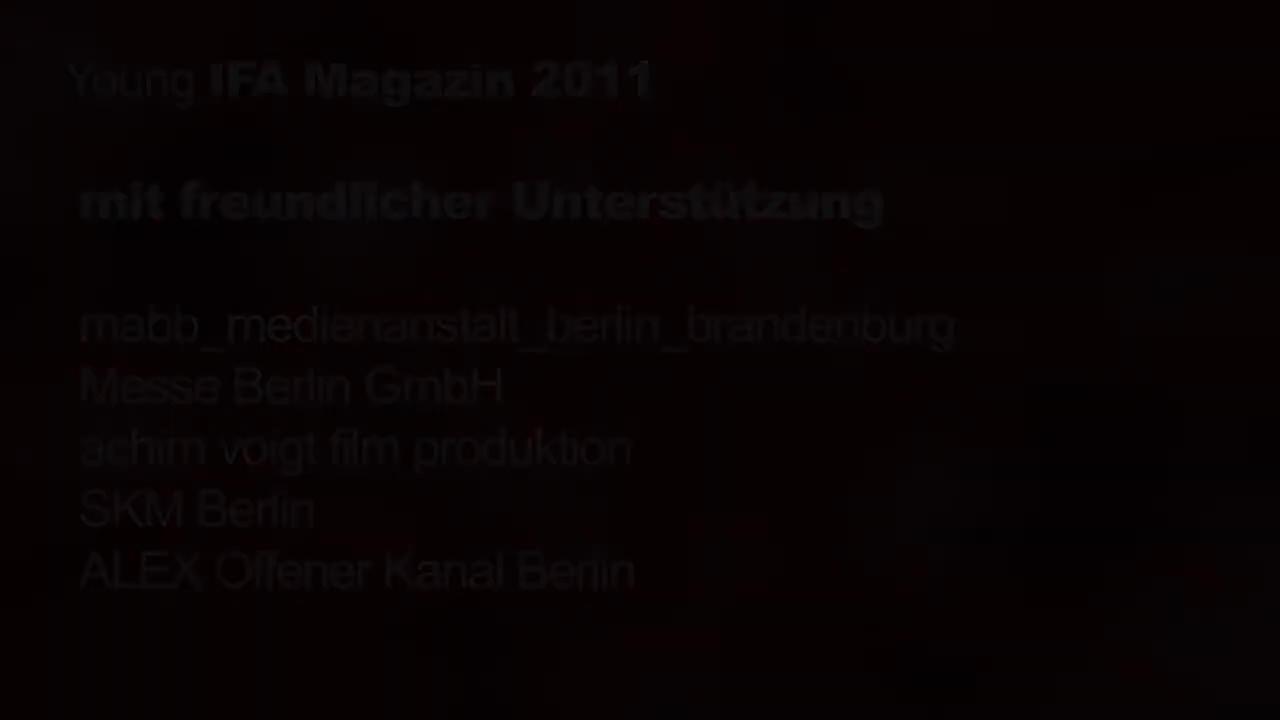 Young IFA Magazin 2011
mit freundlicher Unterstützung
mabb_medienanstalt_berlin_brandenburg
Messe Berlin GmbH
achim voigt film produktion
SKM Berlin
ALEX Offener Kanal Berlin